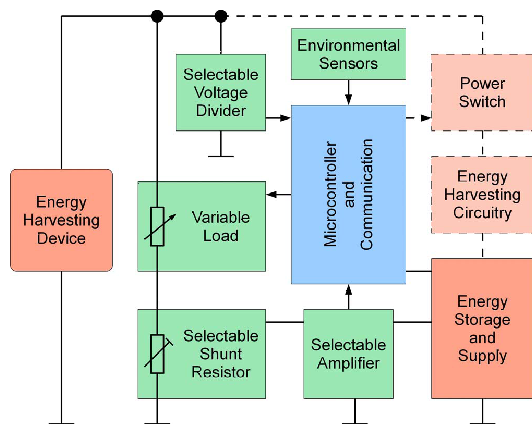 Environmental
Sensors
Selectable
Voltage
Divider
Power
Switch
Microcontroller
and
Communication
Energy
Harvesting
Circuitry
Energy
Harvesting
Device
Variable
Load
Energy
Storage
and
Supply
Selectable
Shunt
Resistor
Selectable
Amplifier